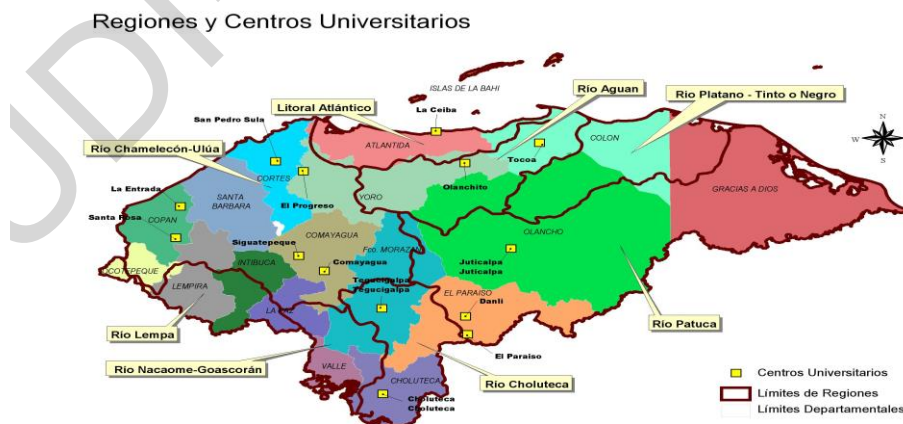 Regiones y Centros Universitarios
ISLAS DE LA BAHI
Río Aguan
Río Platano - Tinto o Negro
La Ceiba
Litoral Atlántico
San Pedro Sula
N
W
E
S
Río Chamelecón-Ulúa
ATLANTIDA
COLON
Tocoa
CORTES
La Entrada
SANTA
BARBARA
El Progreso
YORO
Olanchito
GRACIAS A DIOS
COPAN
Santa Rosa
Siguatepeque
COMAYAGUA
Fco. MORAZAN
OLANCHO
Comayagua
Juticalpa
Juticalpa
OCOTEPEQUE
INTIBUCA
LEMPIRA
Tegucigalpa
Tegucigalpa
EL PARAISO
Danlí
LA PAZ
Río Lempa
Río Patuca
El Paraiso
Río Nacaome-Goascorán
VALLE
CHOLUTECA
Río Choluteca
Choluteca
Choluteca
Centros Universitarios
Límites de Regiones
Límites Departamentales